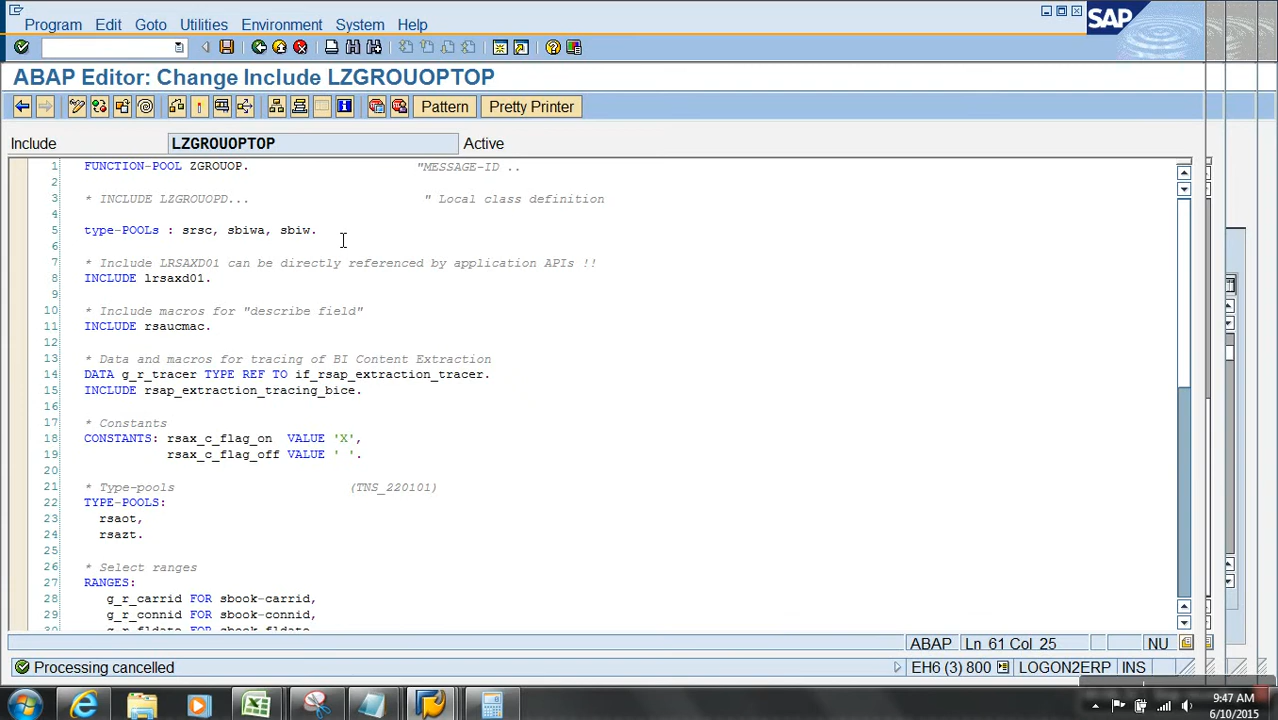 Program Edit Goto Utilities Environment System Help
SAP
ABAP Editor: Change Include LZGROUOPTOP
Pattern Pretty Printer
Include LZGROUOPTOP Active
1 FUNCTION-POOL ZGROUOP. "MESSAGE-ID ..
2
3 * INCLUDE LZGROUOPD... " Local class definition
4
5 type-POOLs : srsc, sbiwa, sbiw.
6
7 * Include LRSAXD01 can be directly referenced by application APIs !!
8 INCLUDE lrsaxd01.
9
10 * Include macros for "describe field"
11 INCLUDE rsaucmac.
12
13 * Data and macros for tracing of BI Content Extraction
14 DATA g_r_tracer TYPE REF TO if_rsap_extraction_tracer.
15 INCLUDE rsap_extraction_tracing_bice.
16
17 * Constants
18 CONSTANTS: rsax_c_flag_on VALUE 'X',
19 rsax_c_flag_off VALUE ' '.
20
21 * Type-pools (TNS_220101)
22 TYPE-POOLS:
23 rsaot,
24 rsazt.
25
26 * Select ranges
27 RANGES:
28 g_r_carrid FOR sbook-carrid,
29 g_r_connid FOR sbook-connid,
30 g_r_fldate FOR sbook-fldate
ABAP Ln 61 Col 25 NU
Processing cancelled EH6 (3) 800 LOGON2ERP INS
9:47 AM
6/10/2015